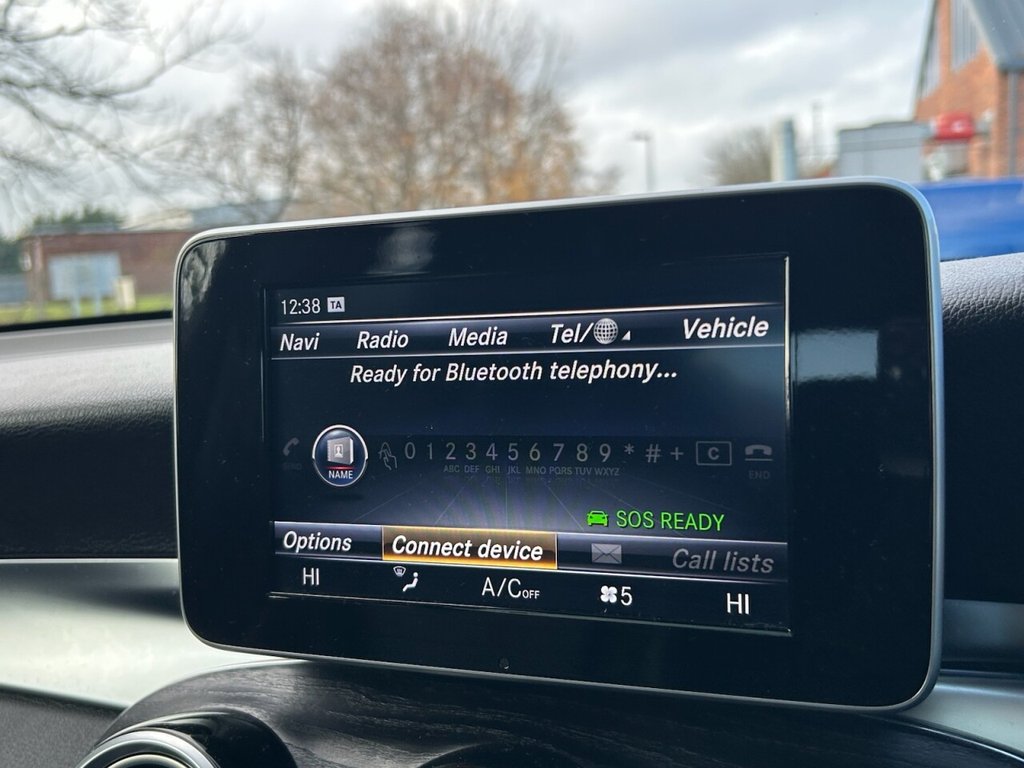 12:38 TA
Navi Radio Media Tel/ Vehicle
Ready for Bluetooth telephony...
SEND NAME 0 1 2 3 4 5 6 7 8 9 * # + C END
ABC DEF GHI JKL MNO PQRS TUV WXYZ
SOS READY
Options Connect device Call lists
HI A/C OFF 5 HI